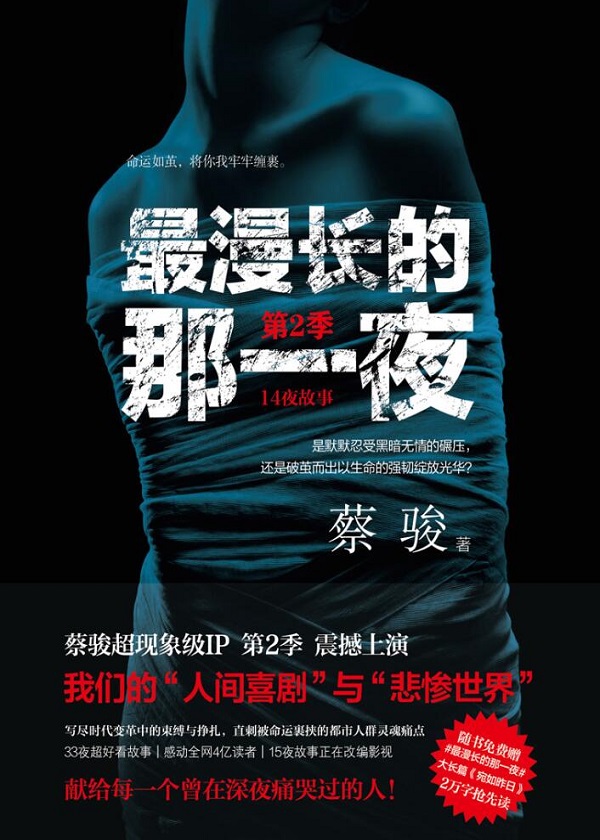 命运如茧，将你我牢牢缠裹。
最漫长的
那一夜
第2季
14夜故事
是默默忍受黑暗无情的碾压，
还是破茧而出以生命的强韧绽放光华？
蔡骏 著
蔡骏超现象级IP 第2季 震撼上演
我们的“人间喜剧”与“悲惨世界”
写尽时代变革中的束缚与挣扎，直刺被命运裹挟的都市人群灵魂痛点
33夜超好看故事｜感动全网4亿读者｜15夜故事正在改编影视
献给每一个曾在深夜痛哭过的人！
随书免费赠
#最漫长的那一夜#
大长篇《宛如昨日》
2万字抢先读